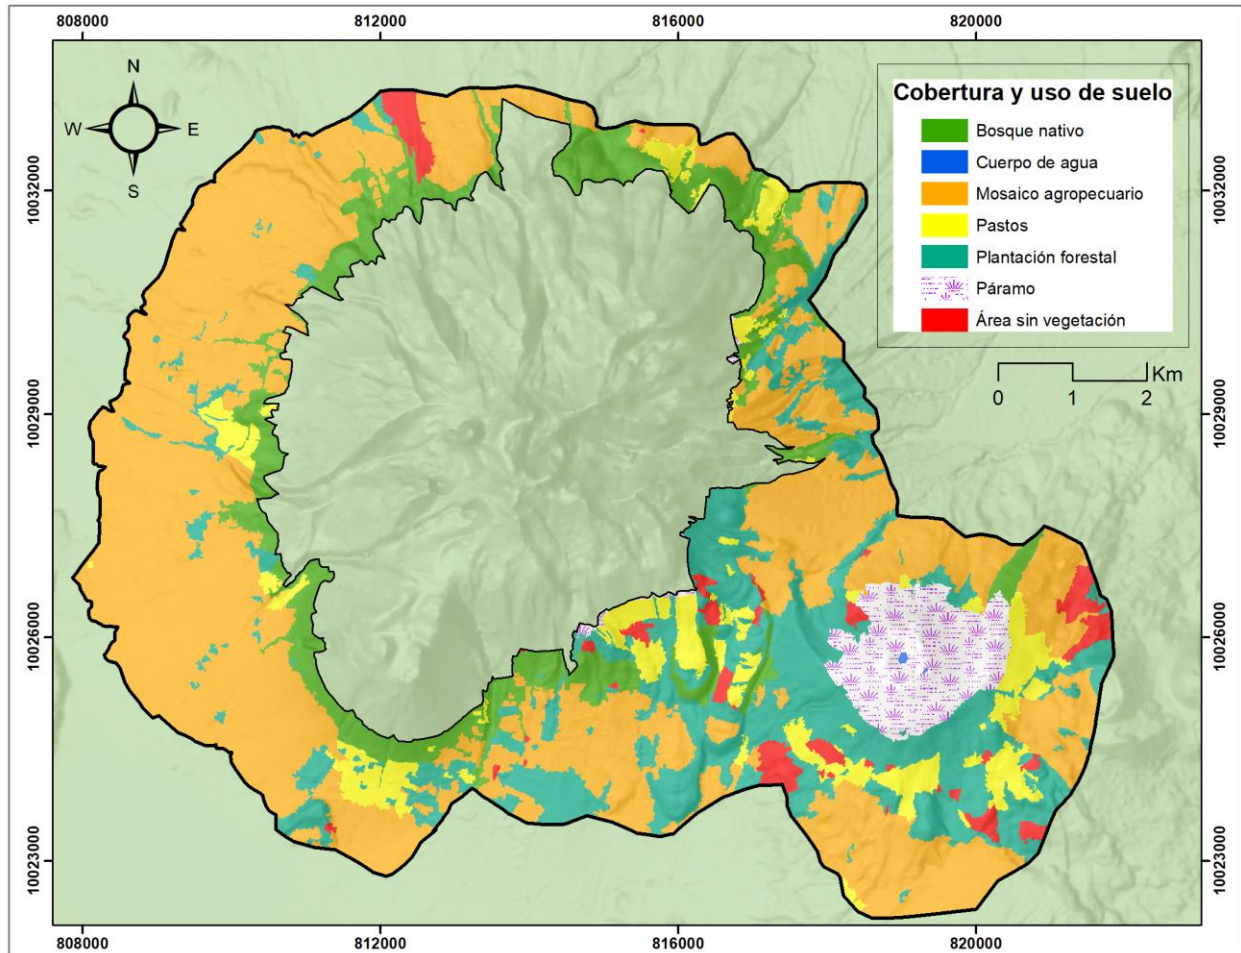 808000 812000 816000 820000
N
W E
S
Cobertura y uso de suelo
Bosque nativo
Cuerpo de agua
Mosaico agropecuario
Pastos
Plantación forestal
Páramo
Área sin vegetación
Km
0 1 2
10032000 10032000
10029000 10029000
10026000 10026000
10023000 10023000
808000 812000 816000 820000